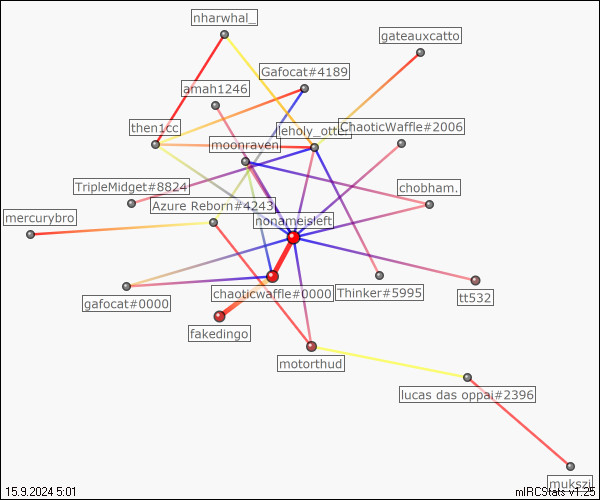 nharwhal_
gateauxcatto
Gafocat#4189
amah1246
then1cc
ChaoticWaffle#2006
leholy_otter
moonraven
TripleMidget#8824
chobham.
Azure Reborn#4243
mercurybro
nonameisleft
gafocat#0000
chaoticwaffle#0000
Thinker#5995
tt532
fakedingo
motorthud
lucas das oppai#2396
mukszi
15.9.2024 5:01
mIRCStats v1.25